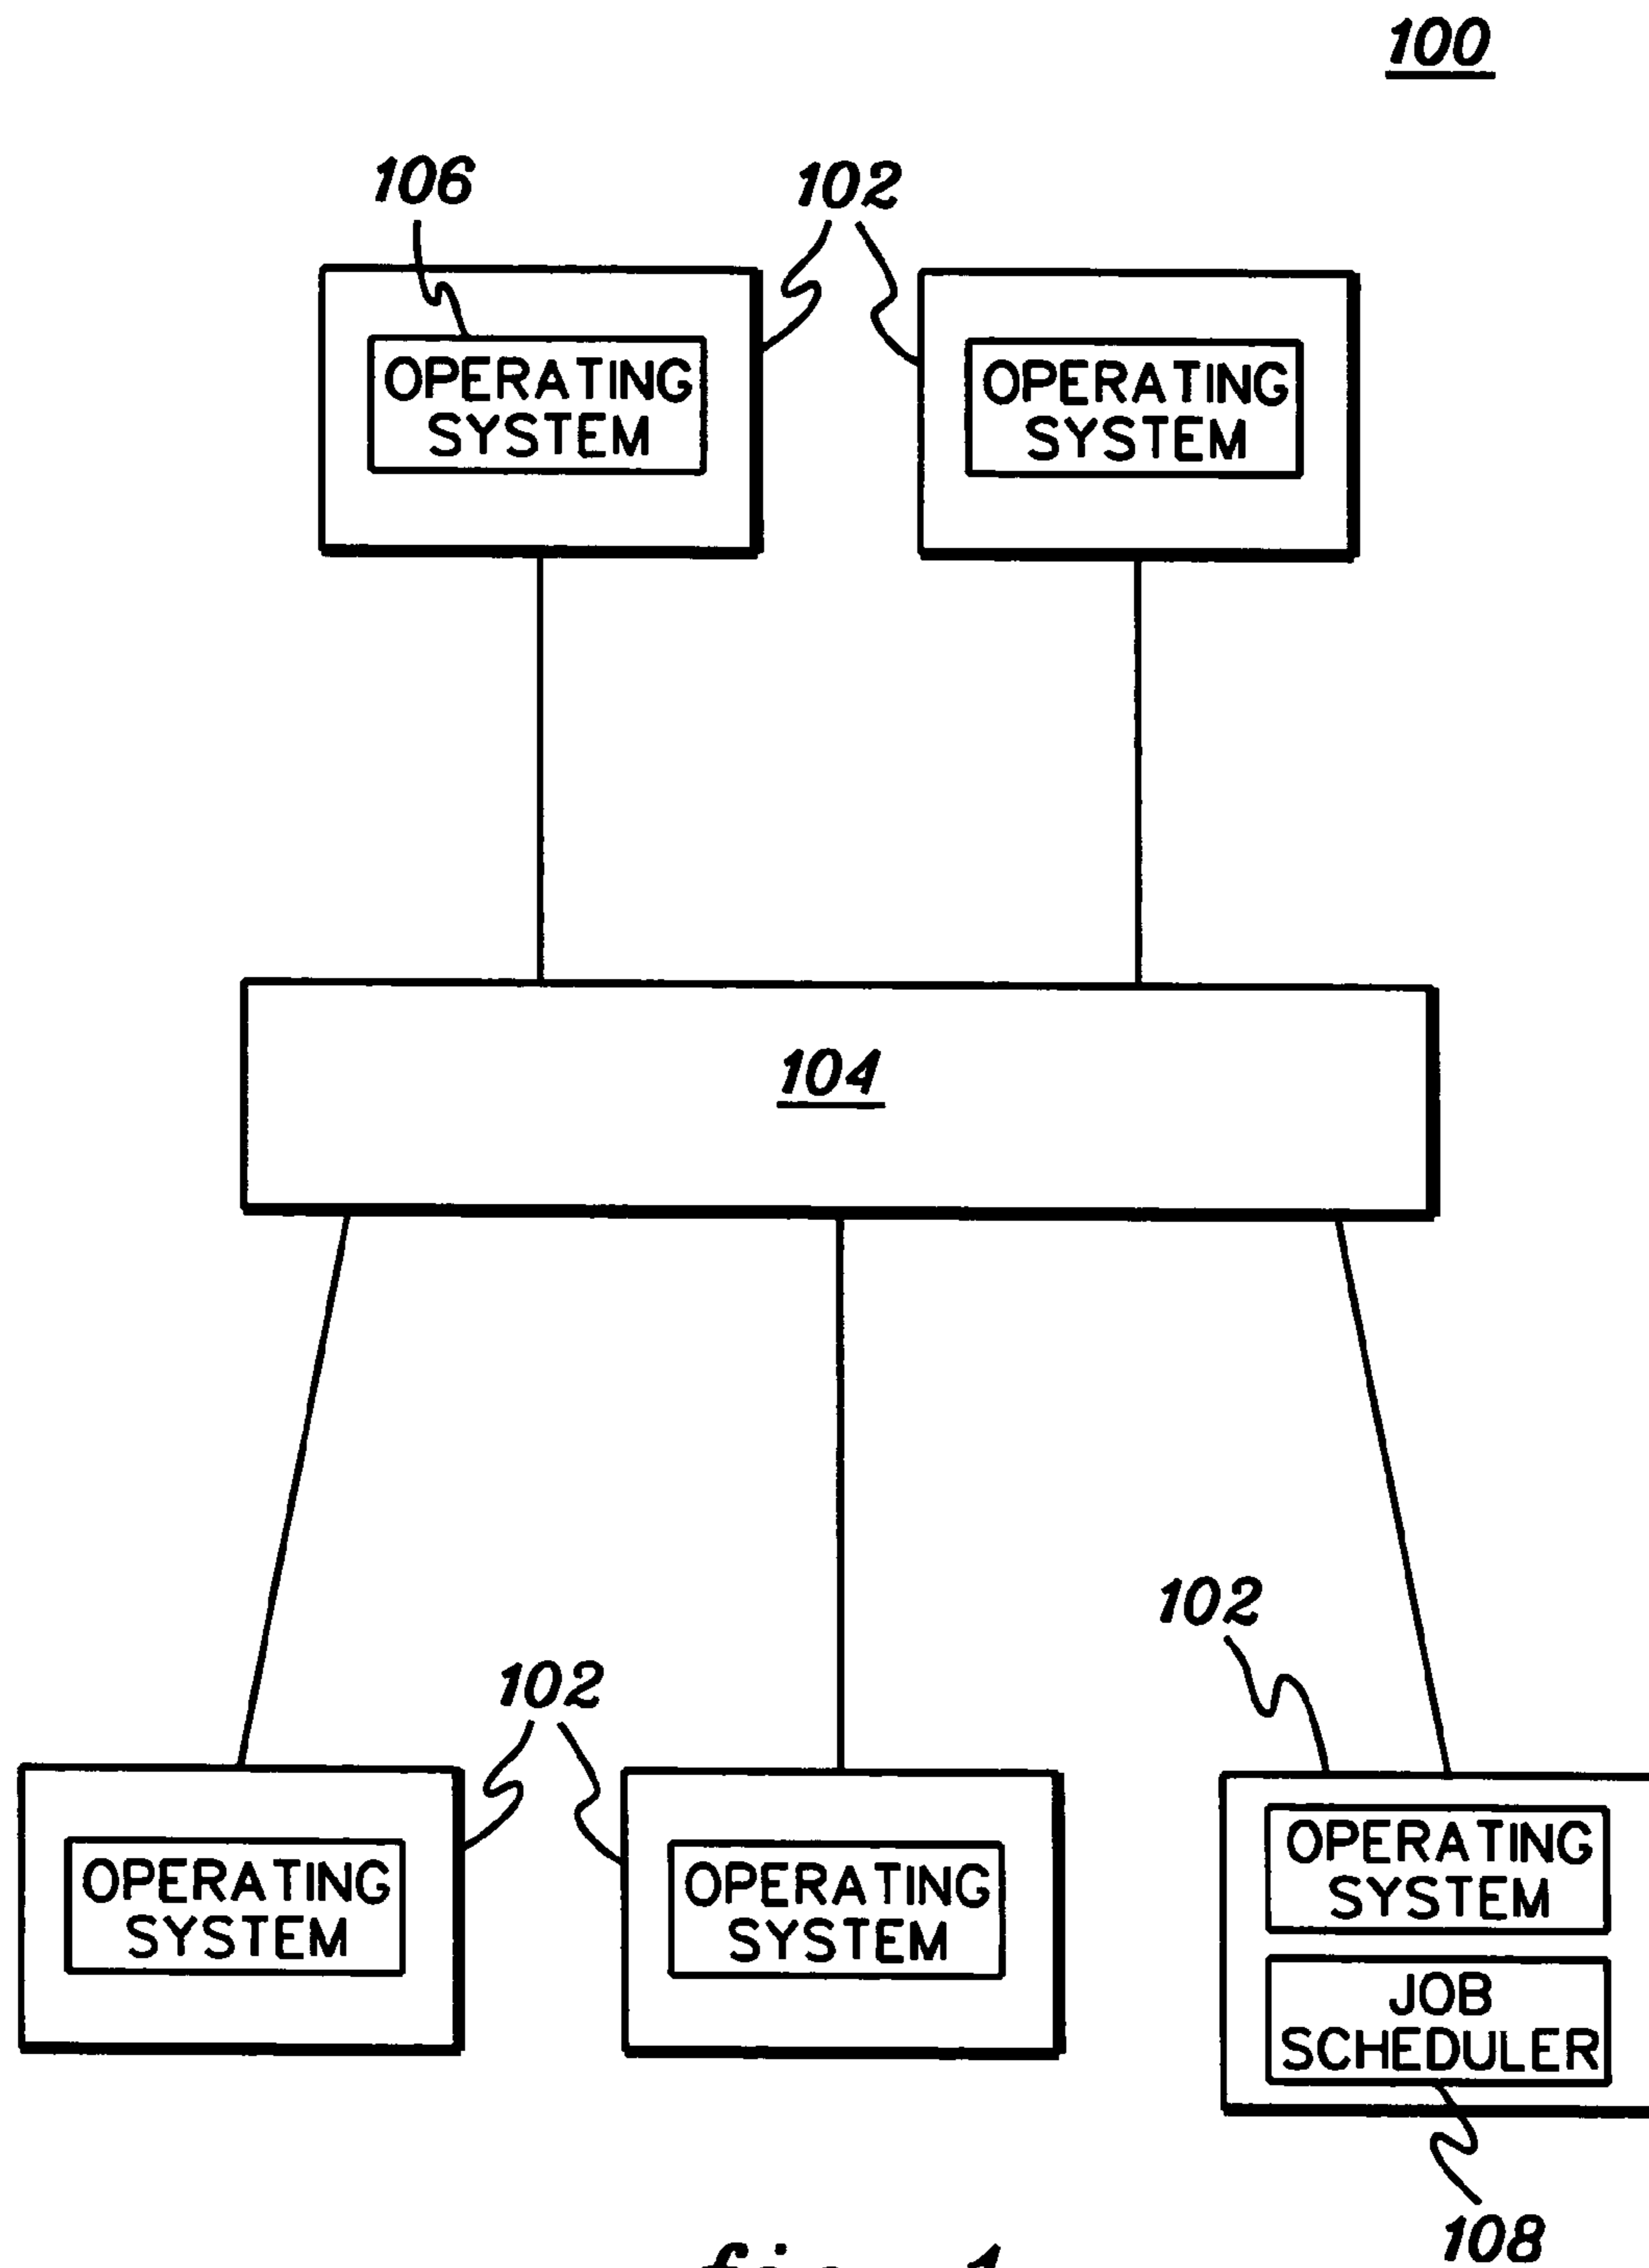 100
106
102
OPERATING
SYSTEM
OPERATING
SYSTEM
104
102
102
OPERATING
SYSTEM
OPERATING
SYSTEM
OPERATING
SYSTEM
JOB
SCHEDULER
108